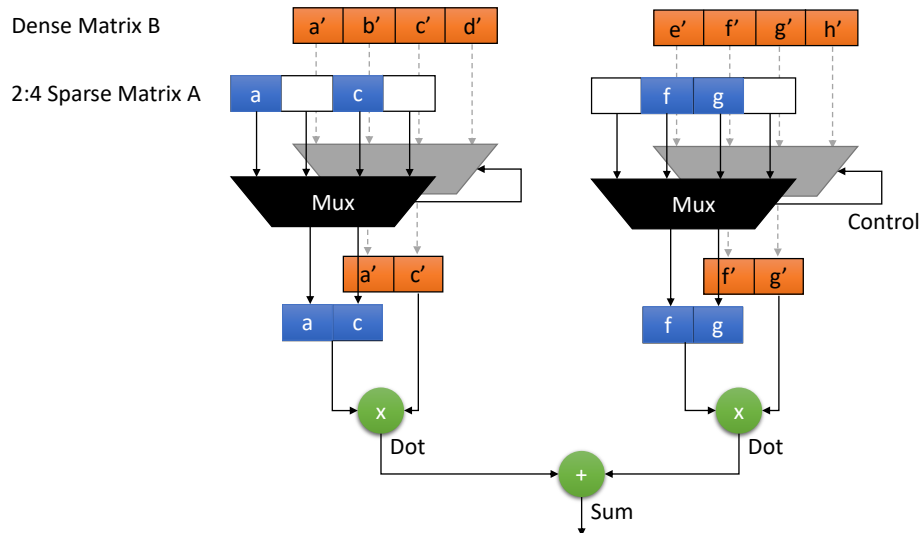 Dense Matrix B
a’ b’ c’ d’
e’ f’ g’ h’
2:4 Sparse Matrix A
a c
f g
Mux
Mux
Control
a’ c’
f’ g’
a c
f g
x
x
Dot
Dot
+
Sum